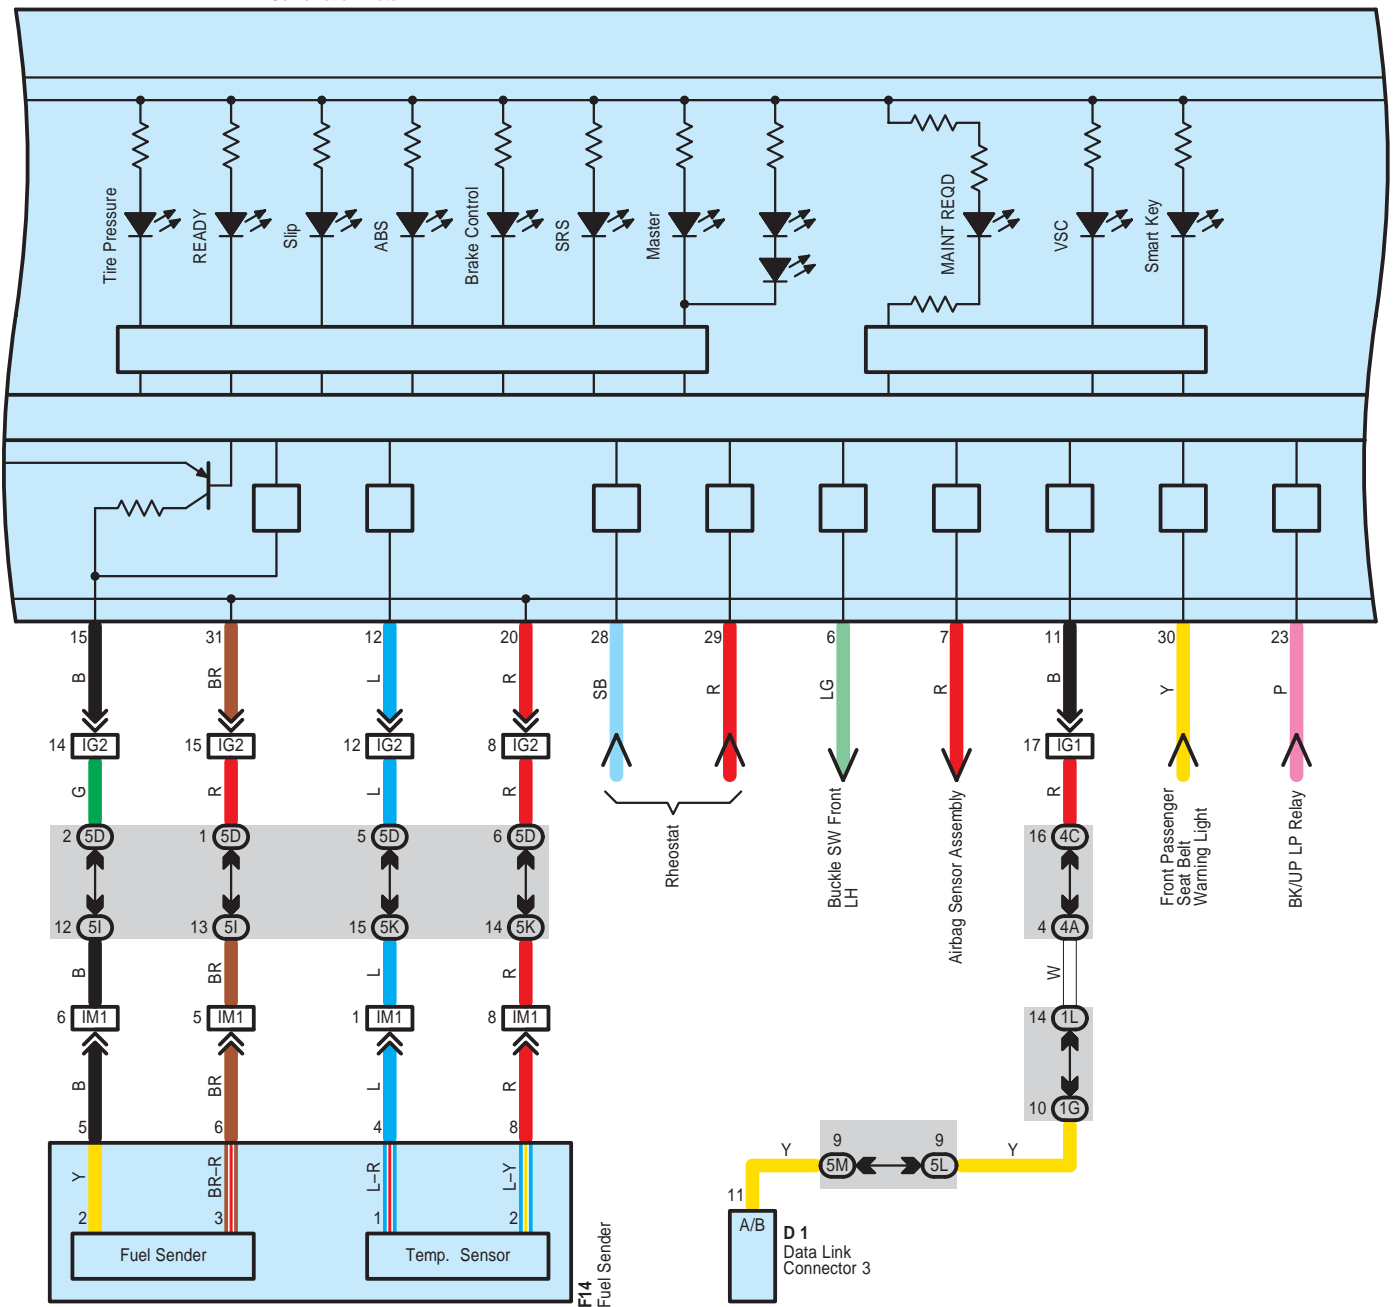 Tire Pressure
READY
Slip
ABS
Brake Control
SRS
Master
MAINT REQD
VSC
Smart Key
15 31 12 20 28 29 6 7 11 30 23
B BR L R SB R LG R B Y P
14 IG2 15 IG2 12 IG2 8 IG2 17 IG1
G R L R R
2 5D 1 5D 5 5D 6 5D 16 4C
Rheostat
Buckle SW Front
LH
Airbag Sensor Assembly
Front Passenger
Seat Belt
Warning Light
BK/UP LP Relay
12 5I 13 5I 15 5K 14 5K 4 4A
B BR L R W
6 IM1 5 IM1 1 IM1 8 IM1 14 1L
B BR L R
10 1G
5 6 4 8
Y 9 9 Y
5M 5L
Y BR–R L–R L–Y
2 3 1 2
11
A/B
D 1
Data Link
Connector 3
Fuel Sender
Temp. Sensor
F14
Fuel Sender